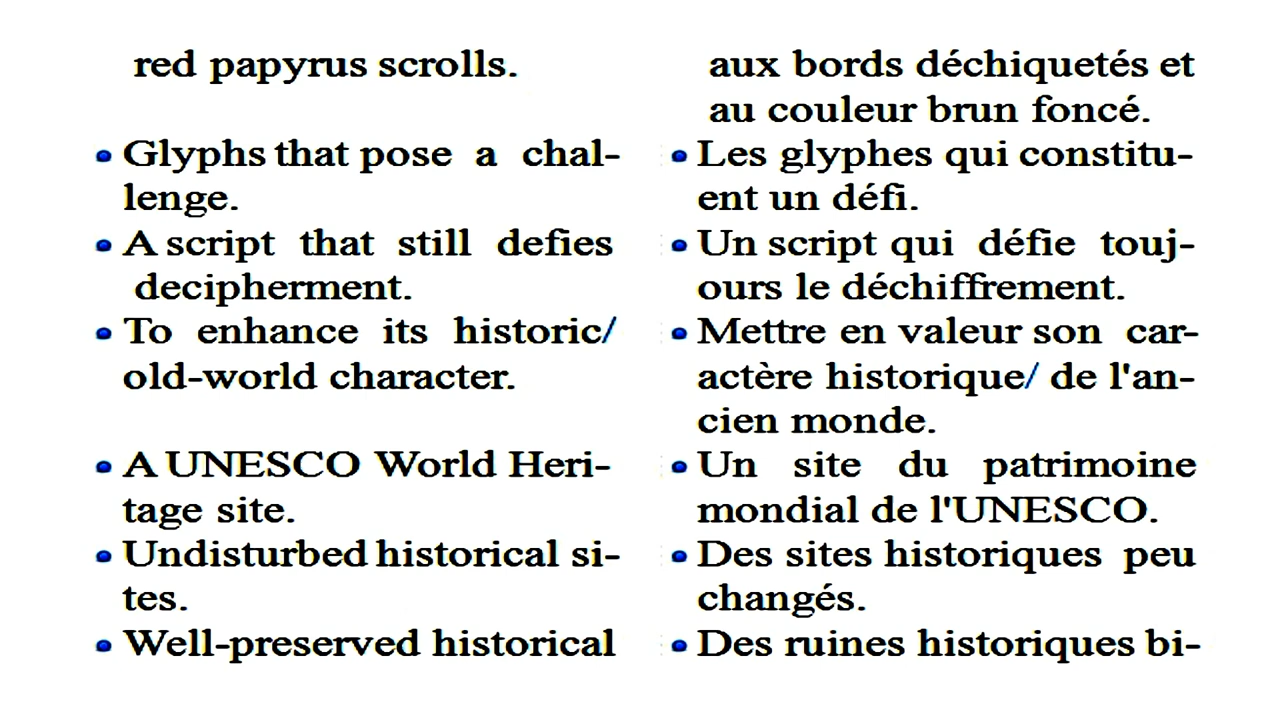 red papyrus scrolls.
• Glyphs that pose a chal-
lenge.
• A script that still defies
decipherment.
• To enhance its historic/
old-world character.
• A UNESCO World Heri-
tage site.
• Undisturbed historical si-
tes.
• Well-preserved historical
aux bords déchiquetés et
au couleur brun foncé.
• Les glyphes qui constitu-
ent un défi.
• Un script qui défie touj-
ours le déchiffrement.
• Mettre en valeur son car-
actère historique/ de l'an-
cien monde.
• Un site du patrimoine
mondial de l'UNESCO.
• Des sites historiques peu
changés.
• Des ruines historiques bi-